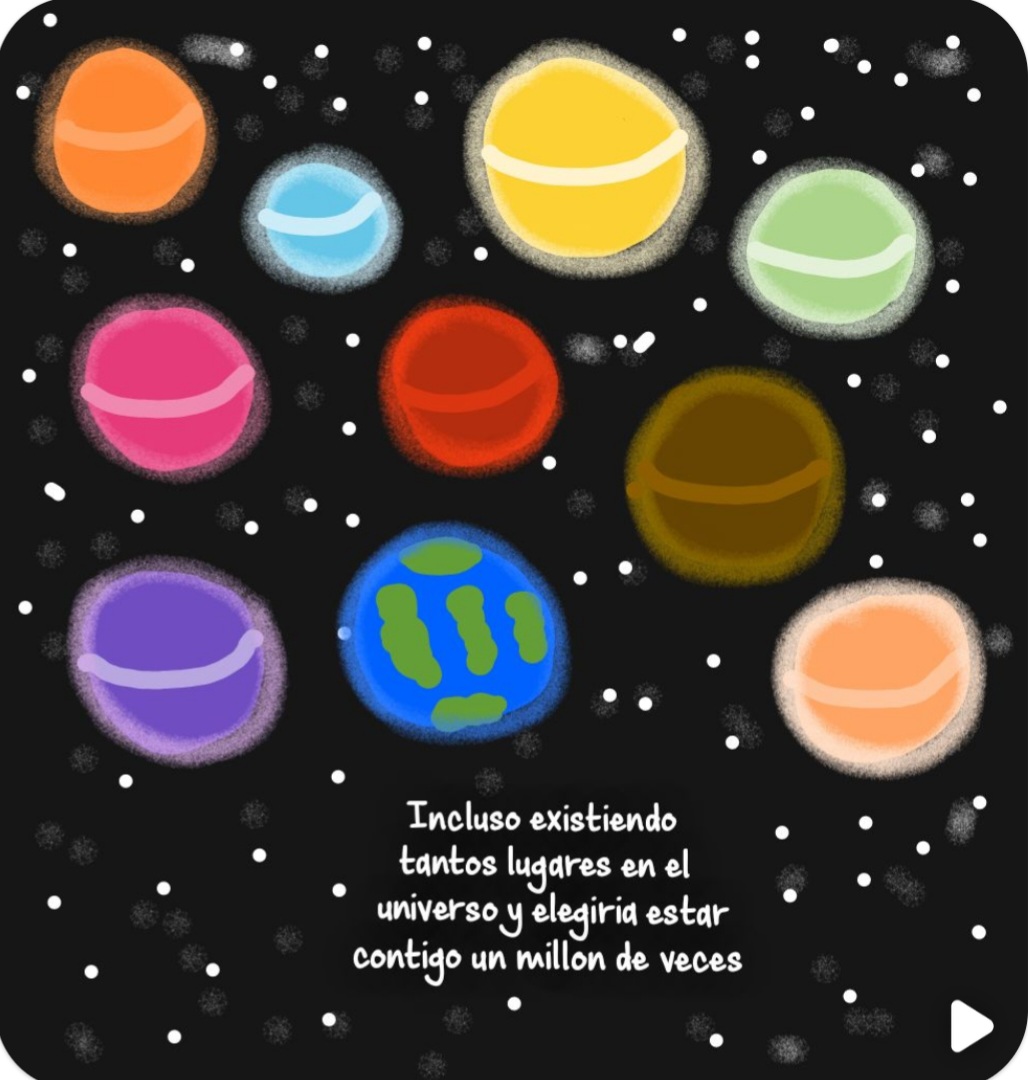 Incluso existiendo
tantos lugares en el
universo y elegiria estar
contigo un millon de veces